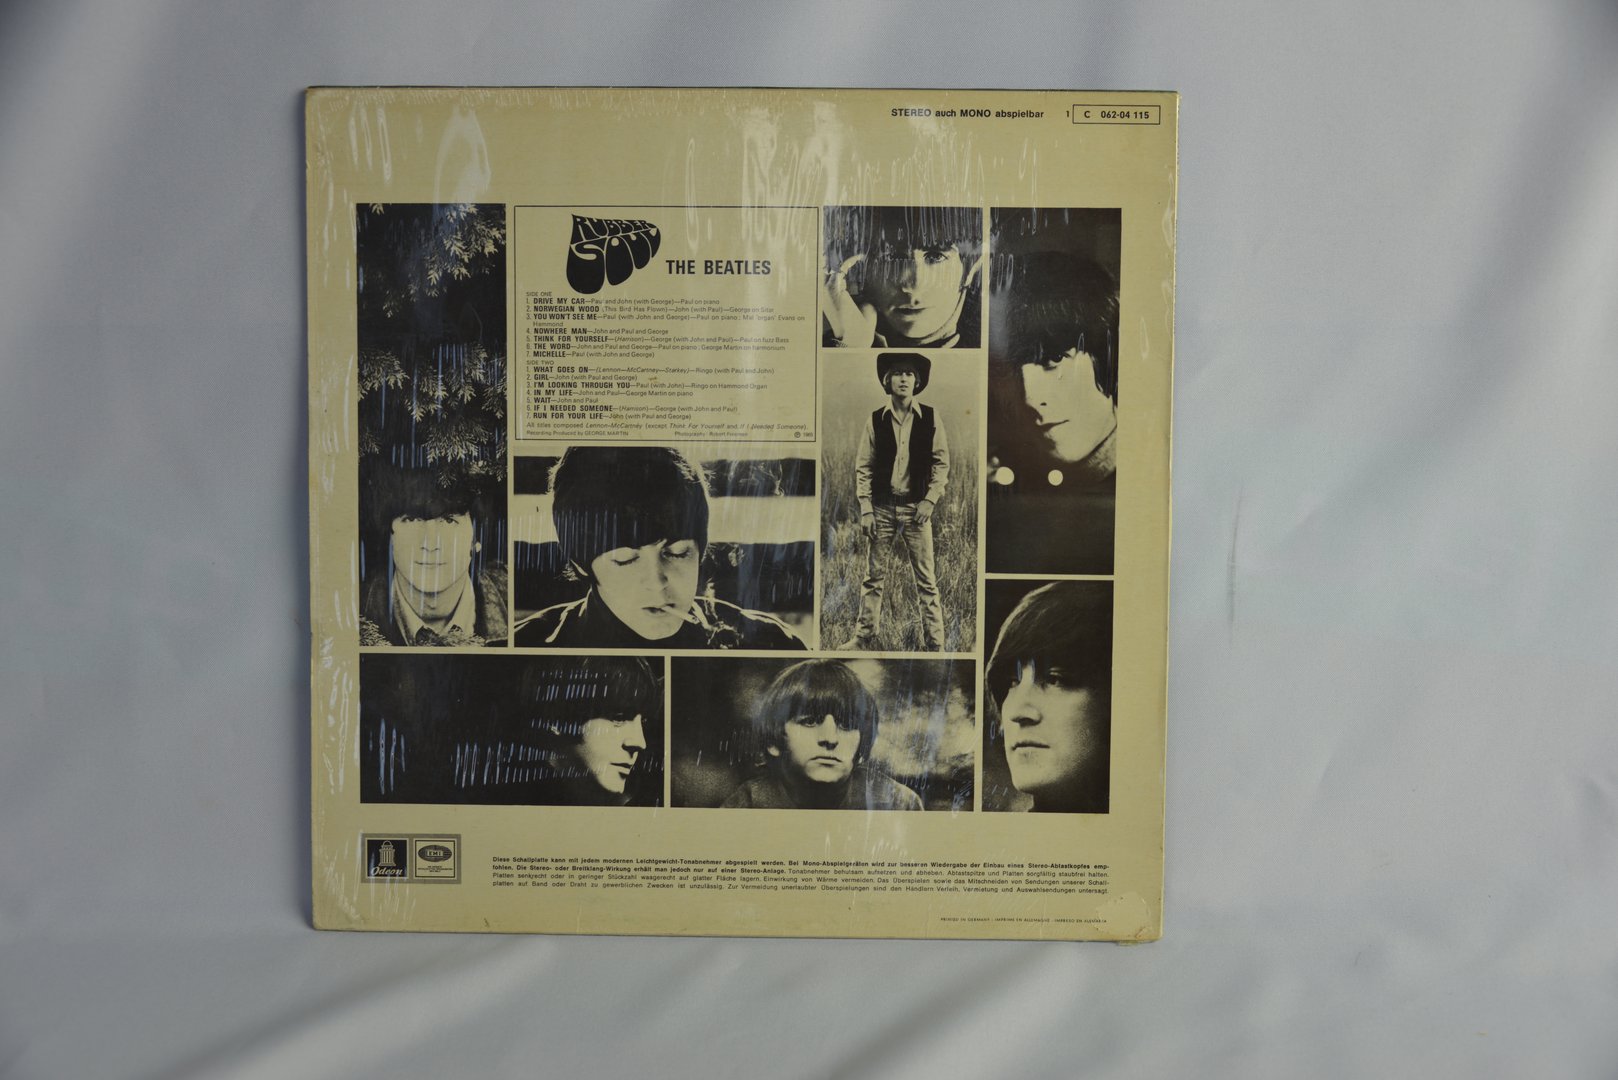 STEREO auch MONO abspielbar 1 C 062-04 115
RUBBER
SOUL
THE BEATLES
SIDE ONE
1. DRIVE MY CAR—Paul and John (with George)—Paul on piano
2. NORWEGIAN WOOD (This Bird Has Flown)—John (with Paul)—George on Sitar
3. YOU WON'T SEE ME—Paul (with John and George)—Paul on piano; Mal 'organ' Evans on
Hammond
4. NOWHERE MAN—John and Paul and George
5. THINK FOR YOURSELF—(Harrison)—George (with John and Paul)—Paul on fuzz Bass
6. THE WORD—John and Paul and George—Paul on piano; George Martin on harmonium
7. MICHELLE—Paul (with John and George)
SIDE TWO
1. WHAT GOES ON—(Lennon—McCartney—Starkey)—Ringo (with Paul and John)
2. GIRL—John (with Paul and George)
3. I'M LOOKING THROUGH YOU—Paul (with John)—Ringo on Hammond Organ
4. IN MY LIFE—John and Paul—George Martin on piano
5. WAIT—John and Paul
6. IF I NEEDED SOMEONE—(Harrison)—George (with John and Paul)
7. RUN FOR YOUR LIFE—John (with Paul and George)
All titles composed Lennon-McCartney (except Think For Yourself and If I Needed Someone).
Recording Produced by GEORGE MARTIN Photography: Robert Freeman ℗ 1965
Odeon
EMI
Diese Schallplatte kann mit jedem modernen Leichtgewicht-Tonabnehmer abgespielt werden. Bei Mono-Abspielgeräten wird zur besseren Wiedergabe der Einbau eines Stereo-Abtastkopfes emp-
fohlen. Die Stereo- oder Breitklang-Wirkung erhält man jedoch nur auf einer Stereo-Anlage. Tonabnehmer behutsam aufsetzen und abheben. Abtastspitze und Platten sorgfältig staubfrei halten.
Platten senkrecht oder in geringer Stückzahl waagerecht auf glatter Fläche lagern. Einwirkung von Wärme vermeiden. Das Überspielen sowie das Mitschneiden von Sendungen unserer Schall-
platten auf Band oder Draht zu gewerblichen Zwecken ist unzulässig. Zur Vermeidung unerlaubter Überspielungen sind den Händlern Verleih, Vermietung und Auswahlsendungen untersagt.
PRINTED IN GERMANY · IMPRIMÉ EN ALLEMAGNE · IMPRESO EN ALEMANIA